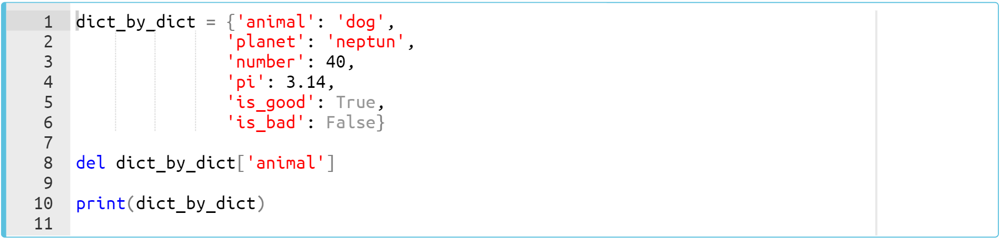 1 dict_by_dict = {'animal': 'dog',
2 'planet': 'neptun',
3 'number': 40,
4 'pi': 3.14,
5 'is_good': True,
6 'is_bad': False}
7
8 del dict_by_dict['animal']
9
10 print(dict_by_dict)
11